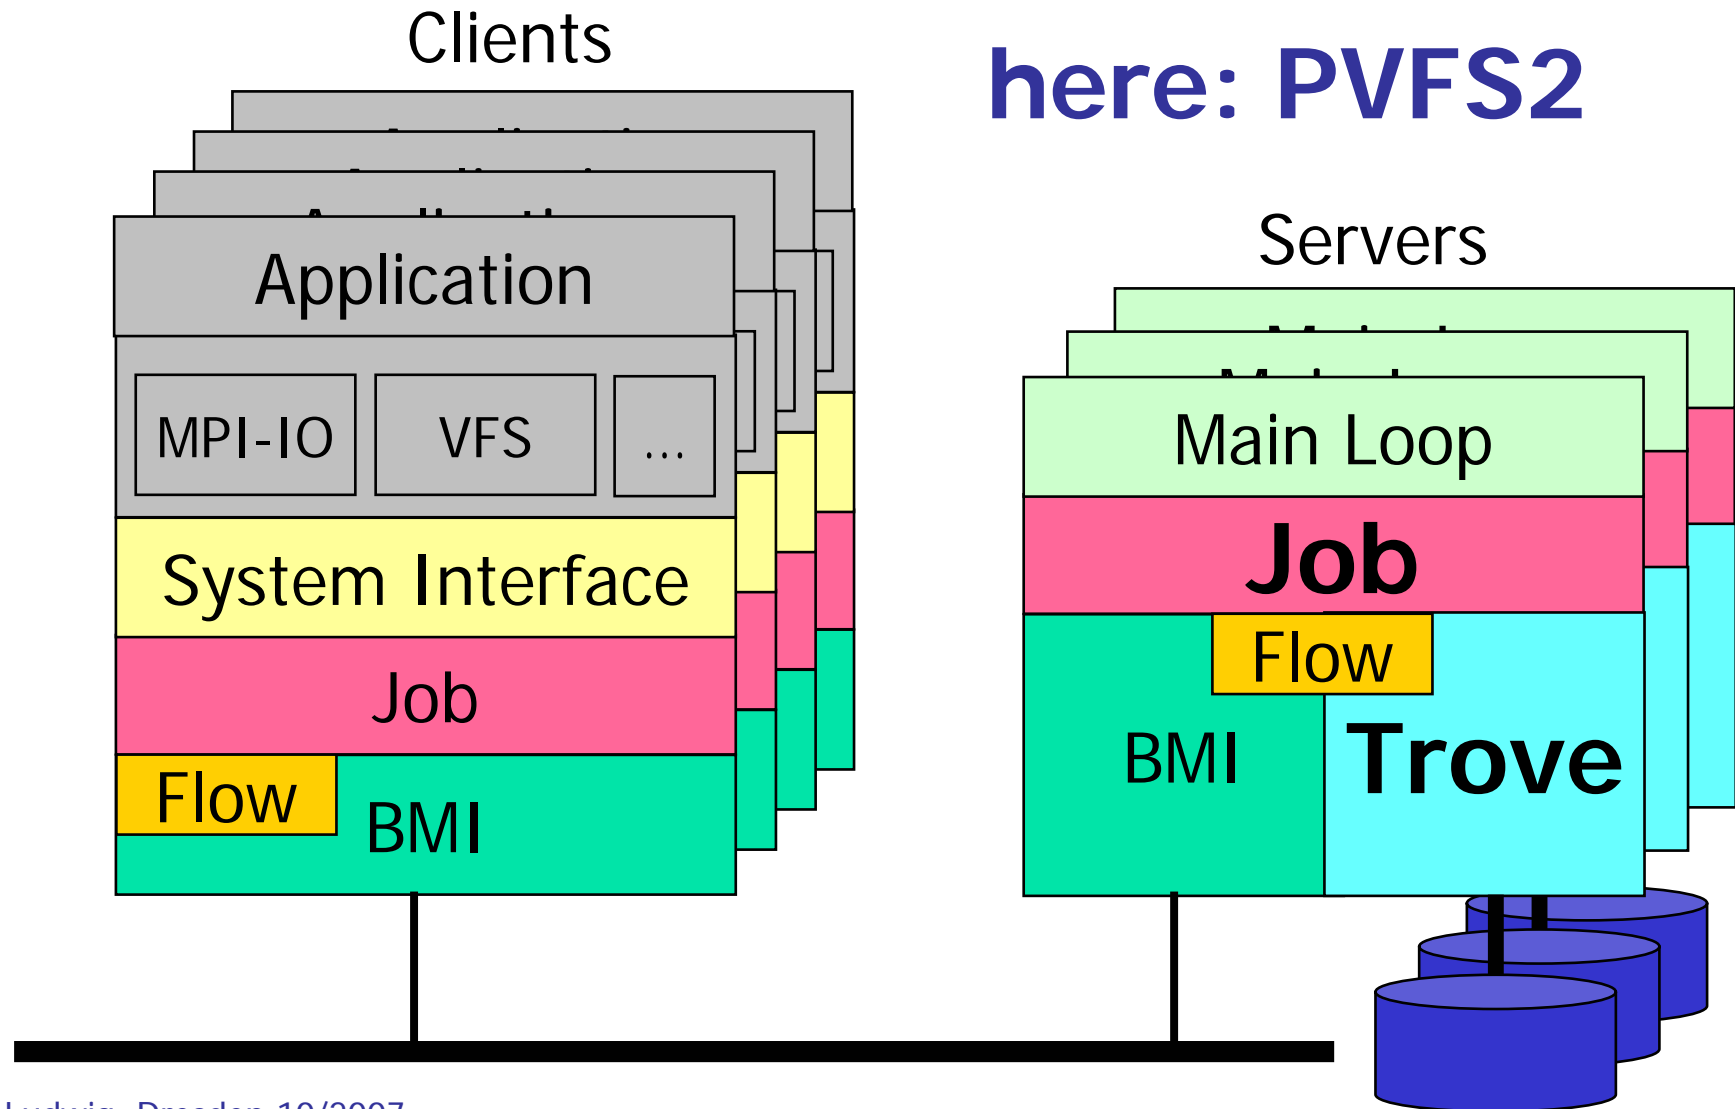 Clients
here: PVFS2
Servers
Application
MPI-IO
VFS
...
System Interface
Job
Flow
BMI
Main Loop
Job
Flow
BMI
Trove